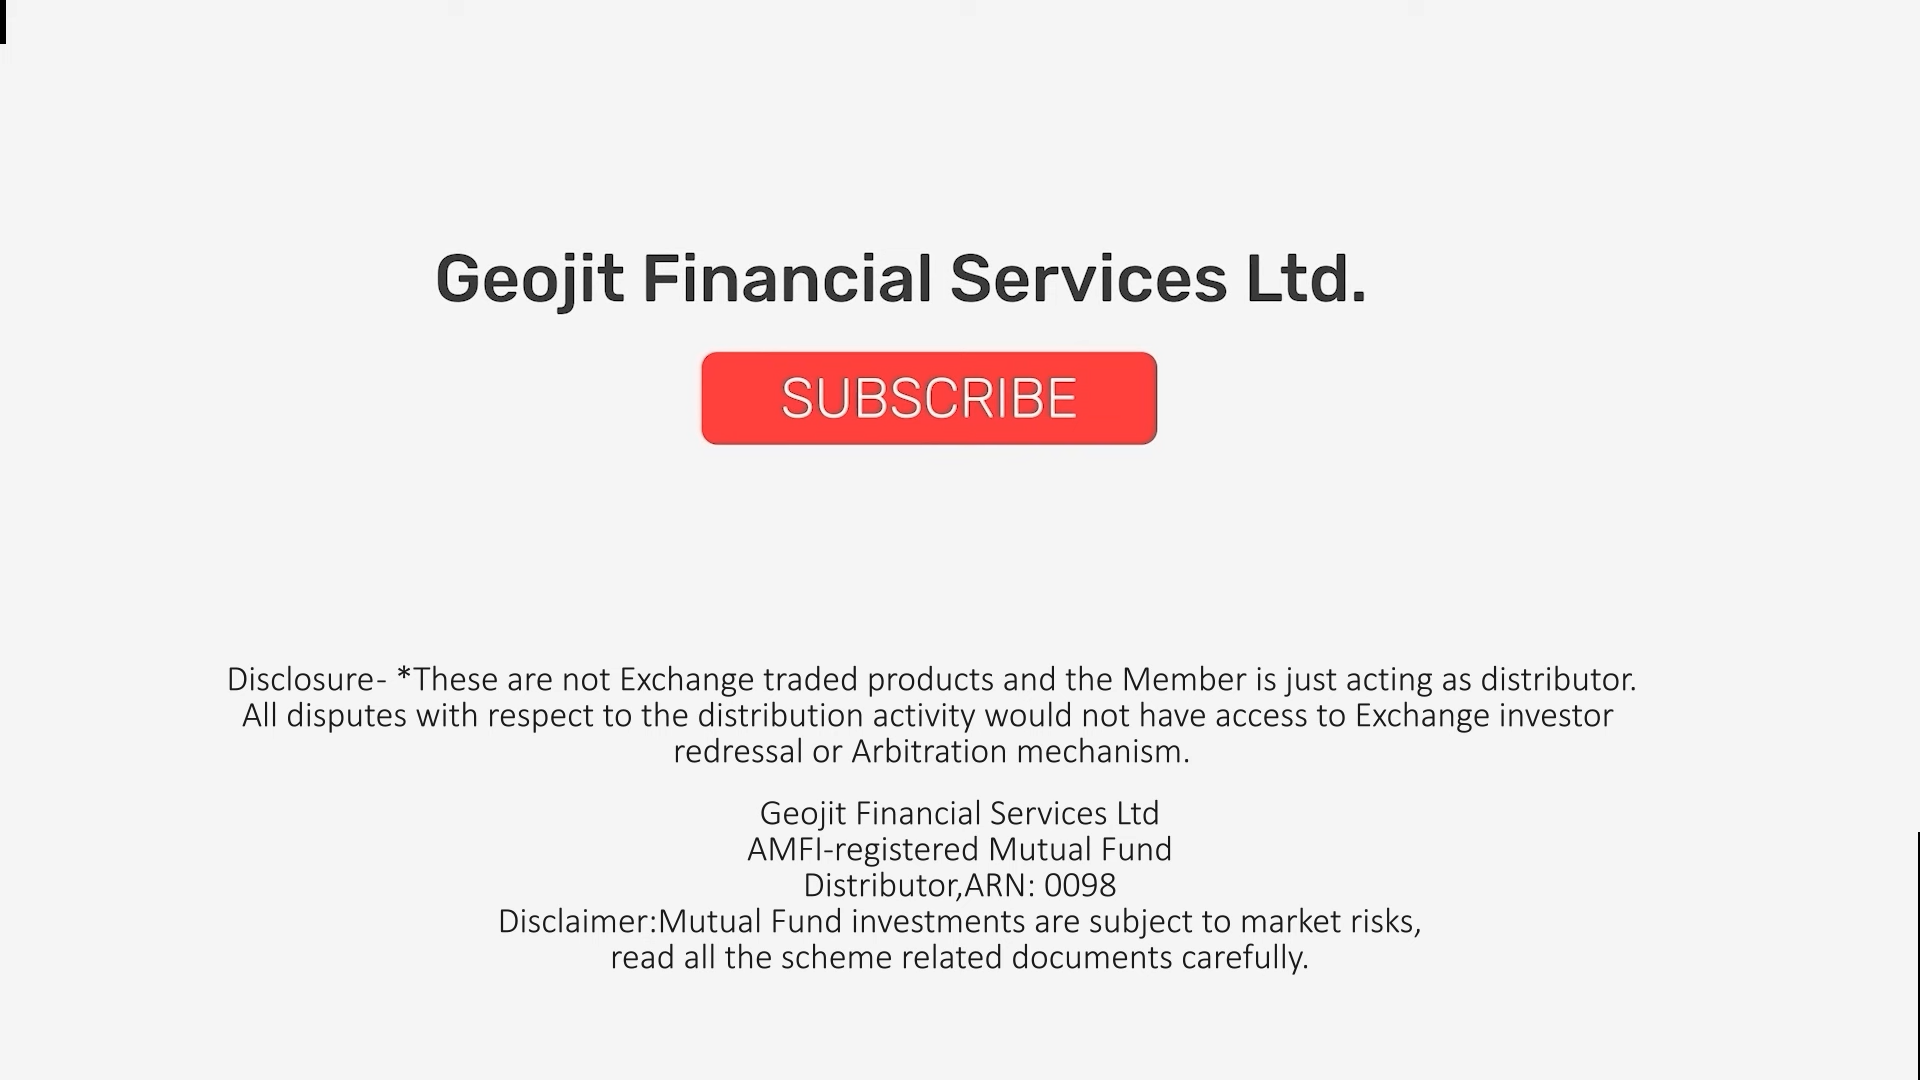 Geojit Financial Services Ltd.
SUBSCRIBE
Disclosure- *These are not Exchange traded products and the Member is just acting as distributor.
All disputes with respect to the distribution activity would not have access to Exchange investor
redressal or Arbitration mechanism.
Geojit Financial Services Ltd
AMFI-registered Mutual Fund
Distributor,ARN: 0098
Disclaimer:Mutual Fund investments are subject to market risks,
read all the scheme related documents carefully.